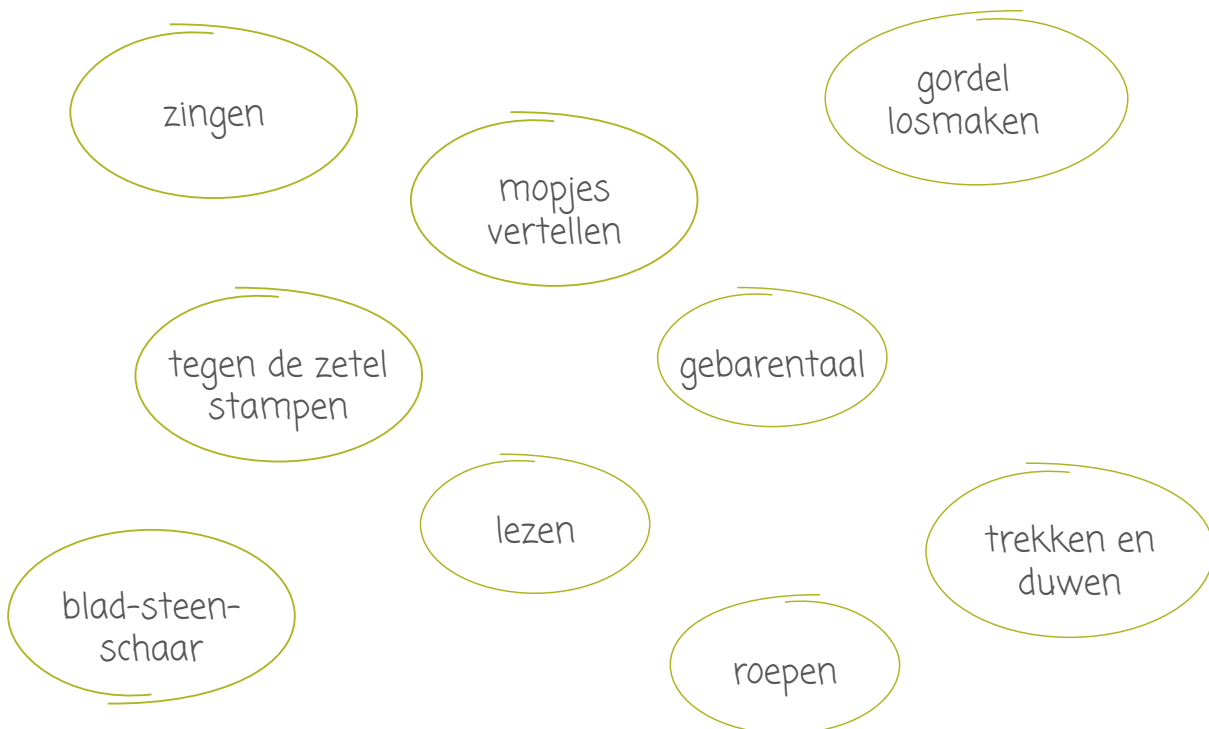 zingen
gordel
losmaken
mopjes
vertellen
tegen de zetel
stampen
gebarentaal
lezen
trekken en
duwen
blad-steen-
schaar
roepen